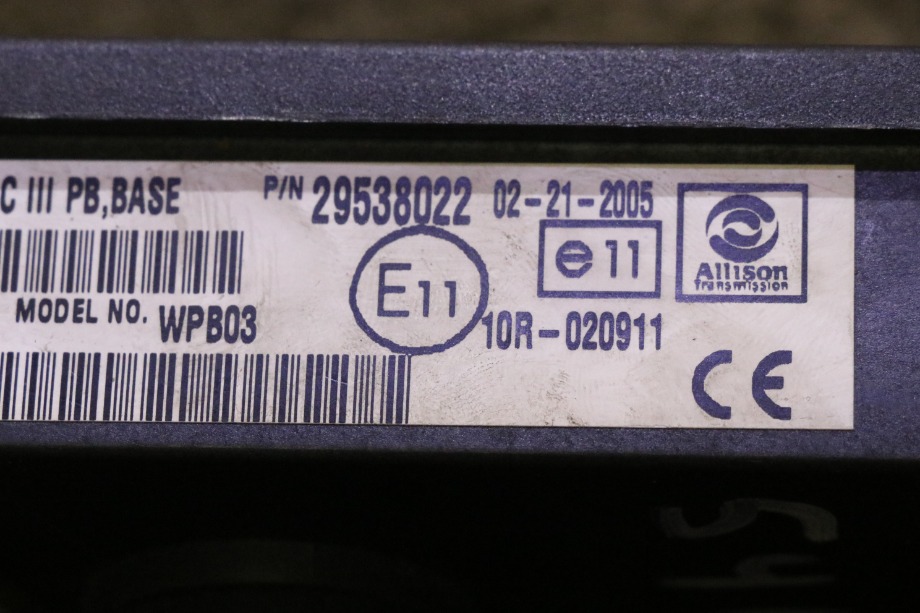 C III PB,BASE P/N 29538022 02-21-2005
E11 e11 Allison
Transmission
MODEL NO. WPB03 10R-020911
CE